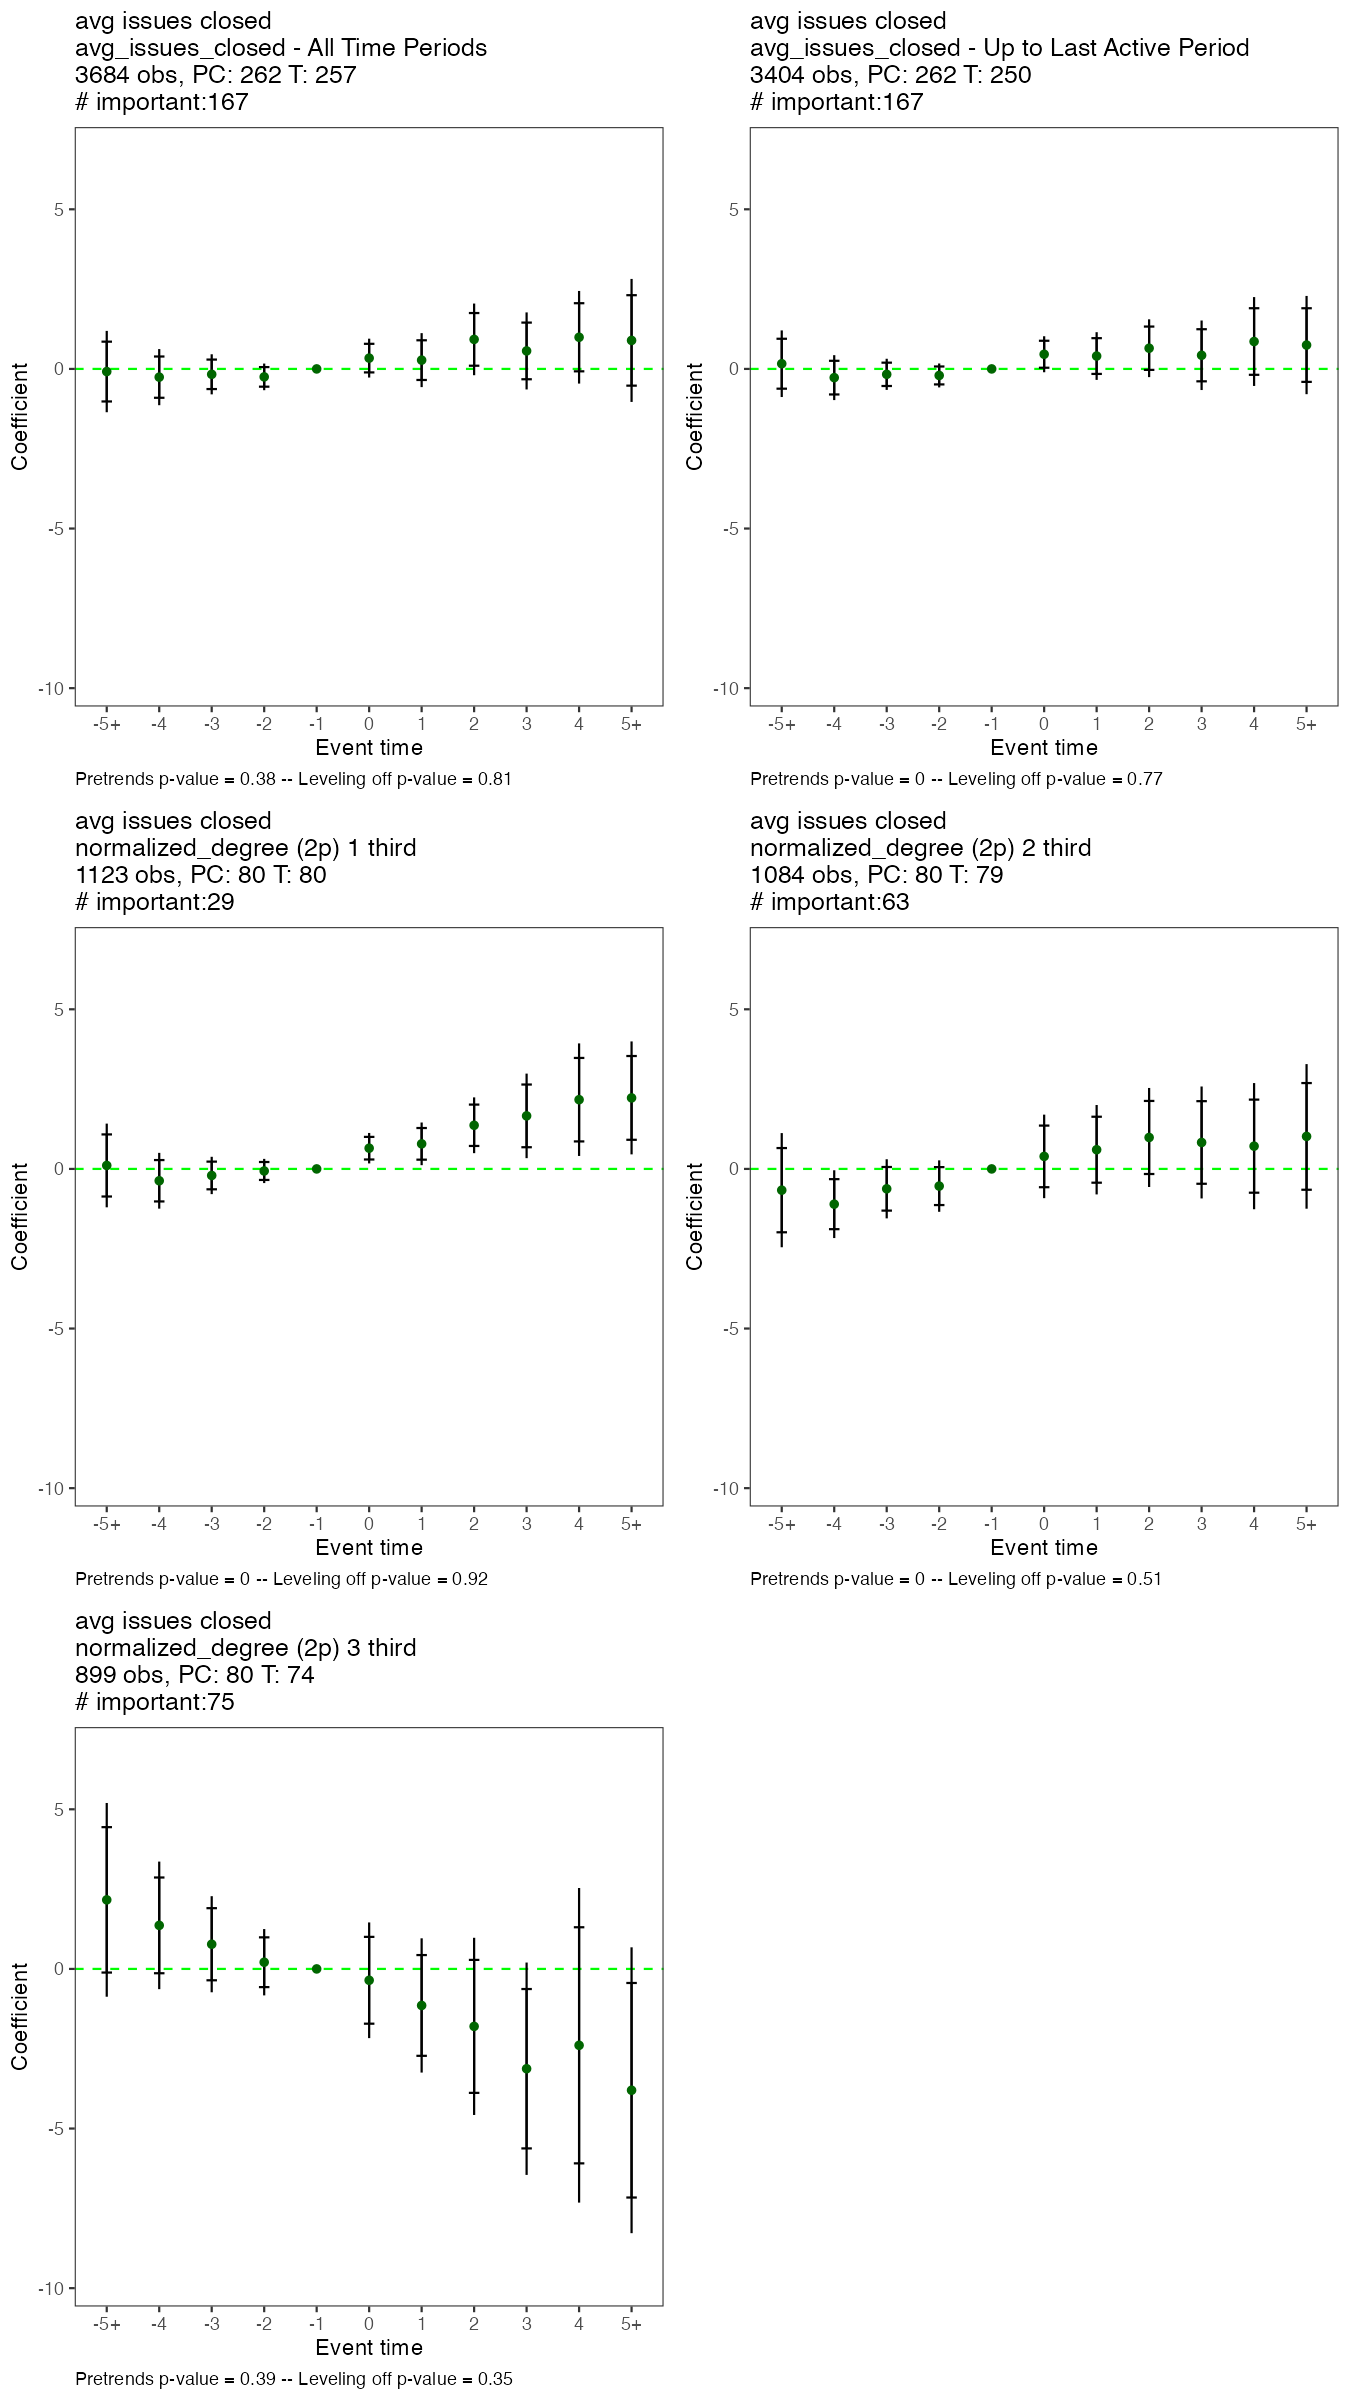 avg issues closed
avg_issues_closed - All Time Periods
3684 obs, PC: 262 T: 257
# important:167
5
0
-5
-10
Coefficient
-5+ -4 -3 -2 -1 0 1 2 3 4 5+
Event time
Pretrends p-value = 0.38 -- Leveling off p-value = 0.81
avg issues closed
avg_issues_closed - Up to Last Active Period
3404 obs, PC: 262 T: 250
# important:167
5
0
-5
-10
Coefficient
-5+ -4 -3 -2 -1 0 1 2 3 4 5+
Event time
Pretrends p-value = 0 -- Leveling off p-value = 0.77
avg issues closed
normalized_degree (2p) 1 third
1123 obs, PC: 80 T: 80
# important:29
5
0
-5
-10
Coefficient
-5+ -4 -3 -2 -1 0 1 2 3 4 5+
Event time
Pretrends p-value = 0 -- Leveling off p-value = 0.92
avg issues closed
normalized_degree (2p) 2 third
1084 obs, PC: 80 T: 79
# important:63
5
0
-5
-10
Coefficient
-5+ -4 -3 -2 -1 0 1 2 3 4 5+
Event time
Pretrends p-value = 0 -- Leveling off p-value = 0.51
avg issues closed
normalized_degree (2p) 3 third
899 obs, PC: 80 T: 74
# important:75
5
0
-5
-10
Coefficient
-5+ -4 -3 -2 -1 0 1 2 3 4 5+
Event time
Pretrends p-value = 0.39 -- Leveling off p-value = 0.35